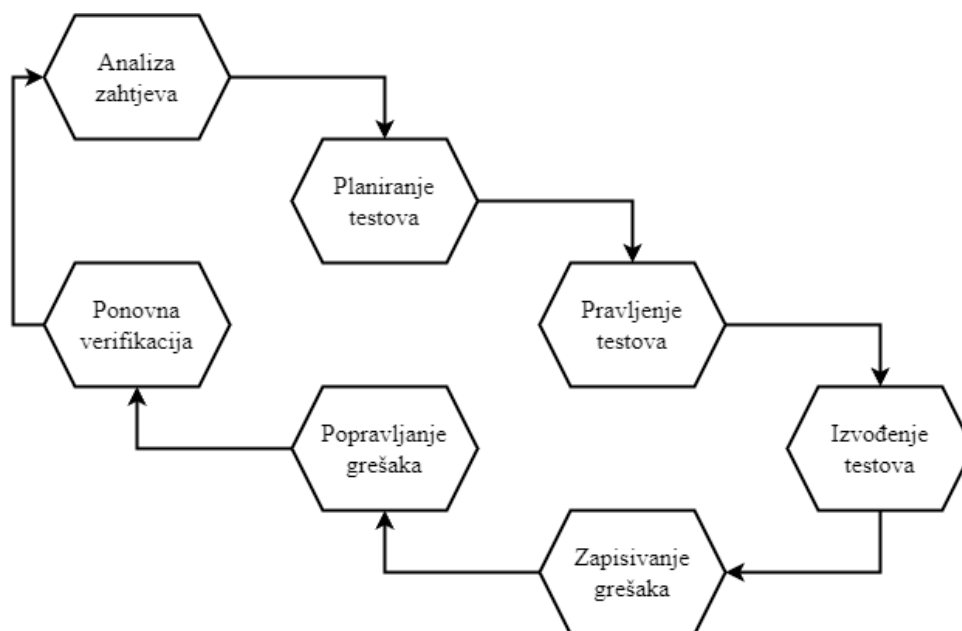 Analiza
zahtjeva
Planiranje
testova
Pravljenje
testova
Izvođenje
testova
Zapisivanje
grešaka
Popravljanje
grešaka
Ponovna
verifikacija